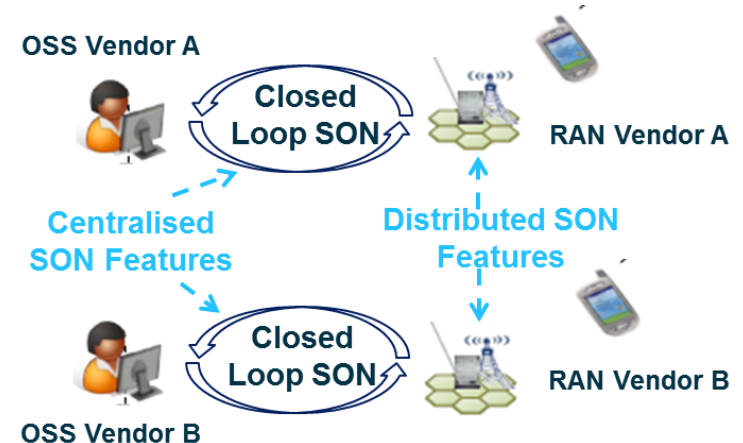 OSS Vendor A
Closed
Loop SON
RAN Vendor A
Centralised
SON Features
Distributed SON
Features
Closed
Loop SON
RAN Vendor B
OSS Vendor B